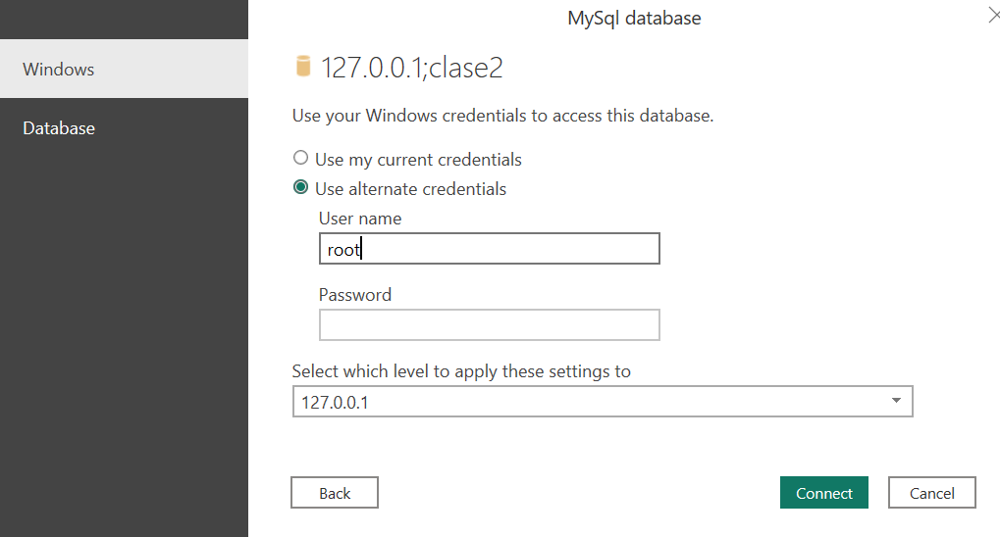 MySql database
Windows
Database
127.0.0.1;clase2
Use your Windows credentials to access this database.
Use my current credentials
Use alternate credentials
User name
root
Password
Select which level to apply these settings to
127.0.0.1
Back
Connect
Cancel